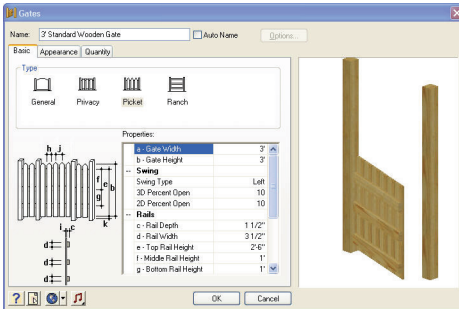 Gates
Name: 3' Standard Wooden Gate Auto Name Options...
Basic Appearance Quantity
Type
General Privacy Picket Ranch
Properties:
a - Gate Width 3'
b - Gate Height 3'
-- Swing
Swing Type Left
3D Percent Open 10
2D Percent Open 10
-- Rails
c - Rail Depth 1 1/2"
d - Rail Width 3 1/2"
e - Top Rail Height 2'-6"
f - Middle Rail Height 1'
g - Bottom Rail Height 1'
h j
f e b
g
k
i c
d
d
d
? OK Cancel